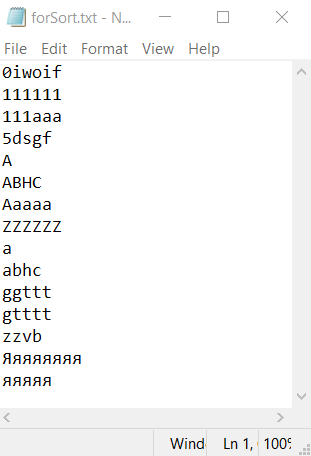 forSort.txt - N...
File Edit Format View Help
0iwoif
111111
111aaa
5dsgf
A
ABHC
Aaaaa
ZZZZZZ
a
abhc
ggttt
gtttt
zzvb
Яяяяяяяя
яяяяя
Wind Ln 1, 100%